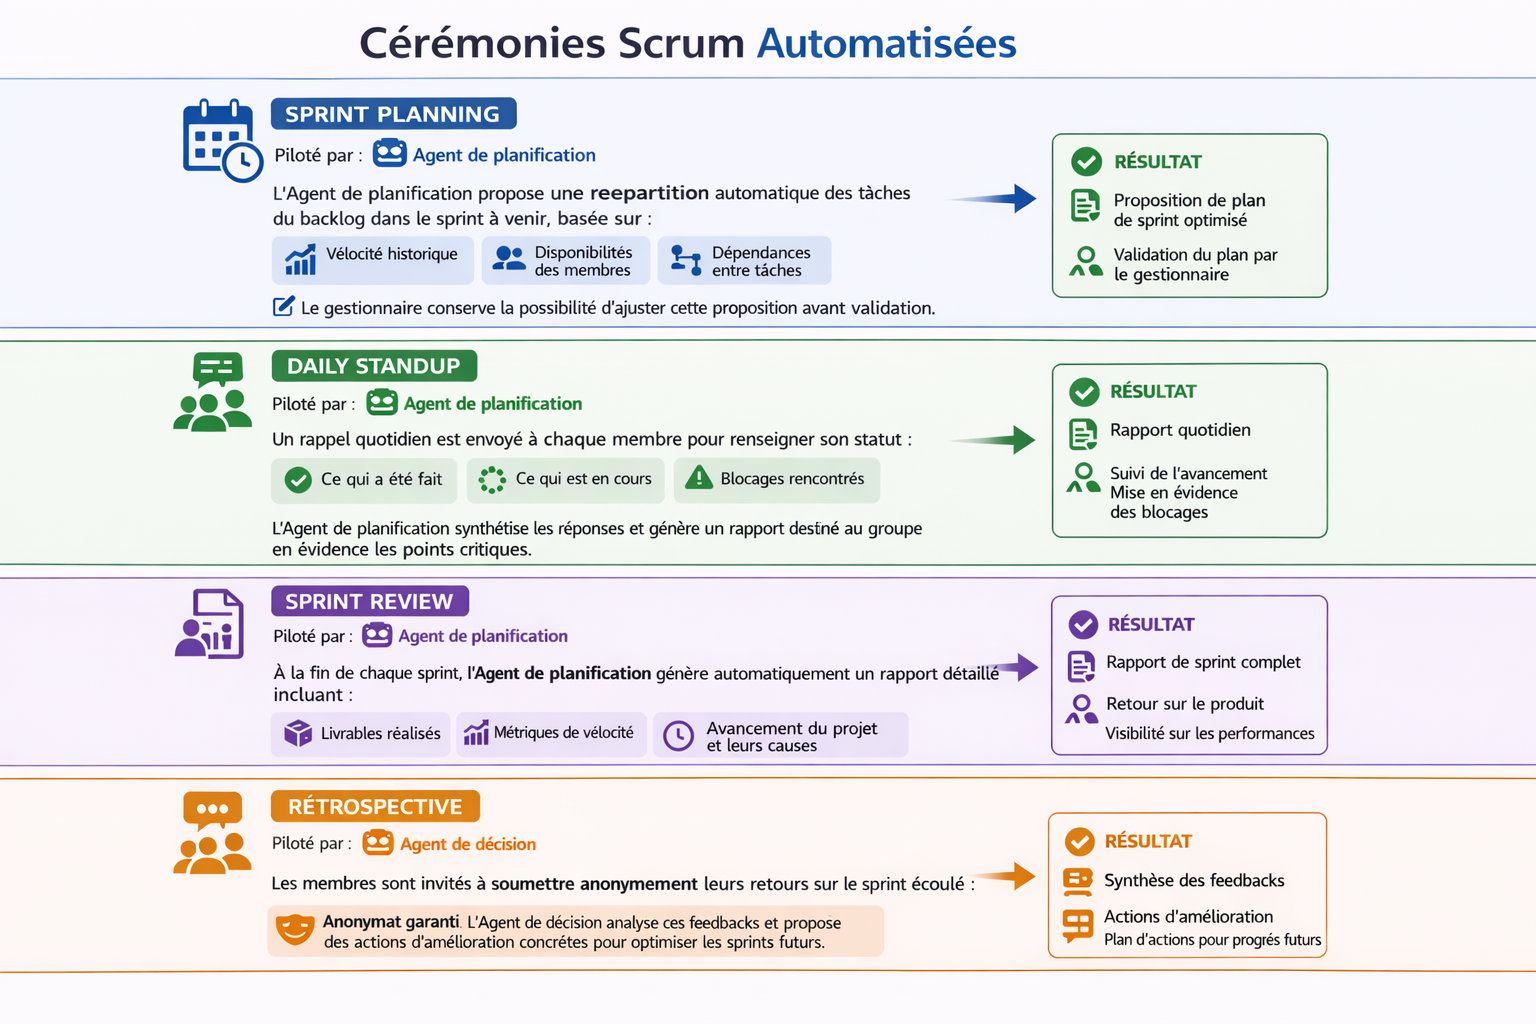 Cérémonies Scrum Automatisées
SPRINT PLANNING
Piloté par : Agent de planification
L'Agent de planification propose une reepartition automatique des tàches
du backlog dans le sprint à venir, basée sur :
Vélocité historique
Disponibilités
des membres
Dépendances
entre tâches
Le gestionnaire conserve la possibilité d'ajuster cette proposition avant validation.
RÉSULTAT
Proposition de plan
de sprint optimisé
Validation du plan par
le gestionnaire
DAILY STANDUP
Piloté par : Agent de planification
Un rappel quotidien est envoyé à chaque membre pour renseigner son statut :
Ce qui a été fait
Ce qui est en cours
Blocages rencontrés
L'Agent de planification synthétise les réponses et génère un rapport destiné au groupe
en évidence les points critiques.
RÉSULTAT
Rapport quotidien
Suivi de l'avancement
Mise en évidence
des blocages
SPRINT REVIEW
Piloté par : Agent de planification
À la fin de chaque sprint, l'Agent de planification génère automatiquement un rapport détaillé
incluant :
Livrables réalisés
Métriques de vélocité
Avancement du projet
et leurs causes
RÉSULTAT
Rapport de sprint complet
Retour sur le produit
Visibilité sur les performances
RÉTROSPECTIVE
Piloté par : Agent de décision
Les membres sont invités à soumettre anonymement leurs retours sur le sprint écoulé :
Anonymat garanti. L'Agent de décision analyse ces feedbacks et propose
des actions d'amélioration concrétes pour optimiser les sprints futurs.
RÉSULTAT
Synthèse des feedbacks
Actions d'amélioration
Plan d'actions pour progrés futurs